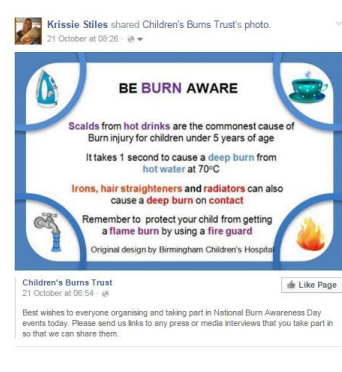 Krissie Stiles shared Children's Burns Trust's photo.
21 October at 08:26 ·
BE BURN AWARE
Scalds from hot drinks are the commonest cause of
Burn injury for children under 5 years of age
It takes 1 second to cause a deep burn from
hot water at 70ºC
Irons, hair straighteners and radiators can also
cause a deep burn on contact
Remember to protect your child from getting
a flame burn by using a fire guard
Original design by Birmingham Children's Hospital
Children's Burns Trust
21 October at 06:54 ·
Like Page
Best wishes to everyone organising and taking part in National Burn Awareness Day
events today. Please send us links to any press or media interviews that you take part in
so that we can share them.